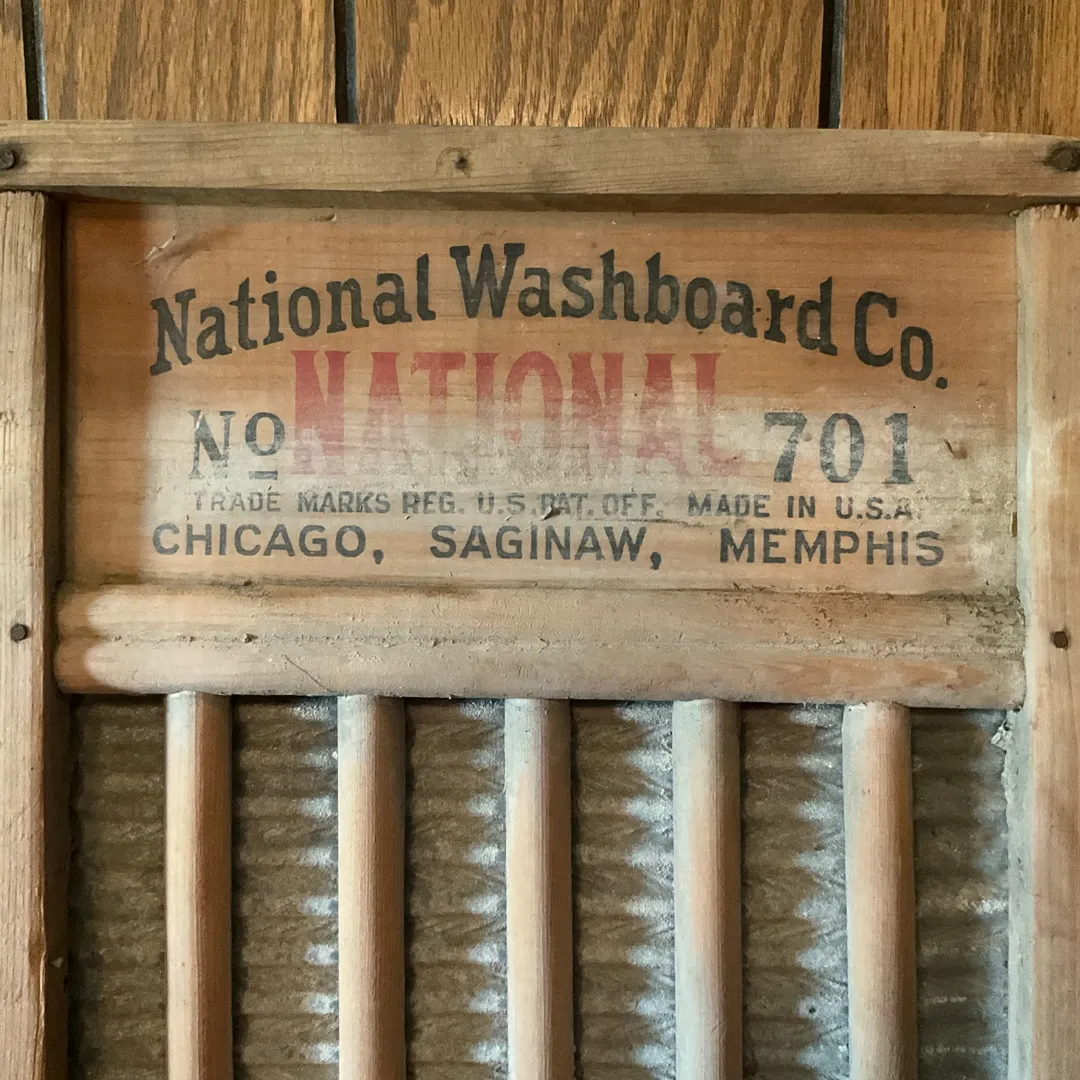 National Washboard Co.
NATIONAL
No 701
TRADE MARKS REG. U.S. PAT. OFF. MADE IN U.S.A.
CHICAGO, SAGINAW, MEMPHIS